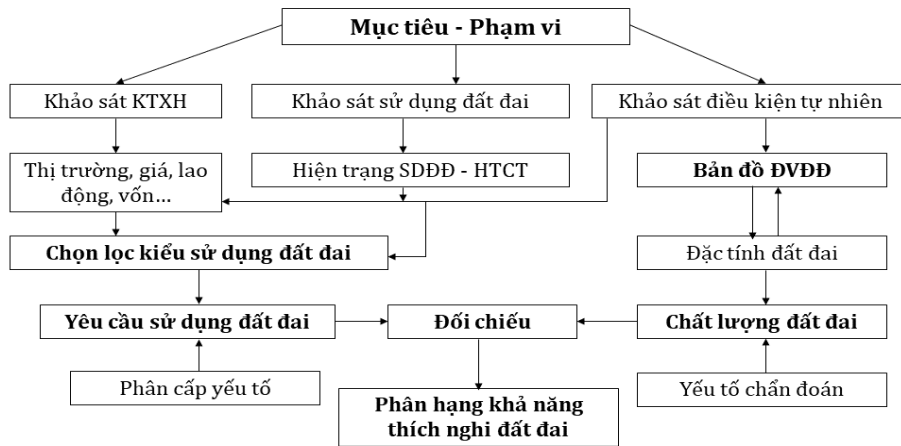 Mục tiêu - Phạm vi
Khảo sát KTXH
Khảo sát sử dụng đất đai
Khảo sát điều kiện tự nhiên
Thị trường, giá, lao
động, vốn...
Hiện trạng SDĐĐ - HTCT
Bản đồ ĐVĐĐ
Chọn lọc kiểu sử dụng đất đai
Đặc tính đất đai
Yêu cầu sử dụng đất đai
Đối chiếu
Chất lượng đất đai
Phân cấp yếu tố
Yếu tố chẩn đoán
Phân hạng khả năng
thích nghi đất đai